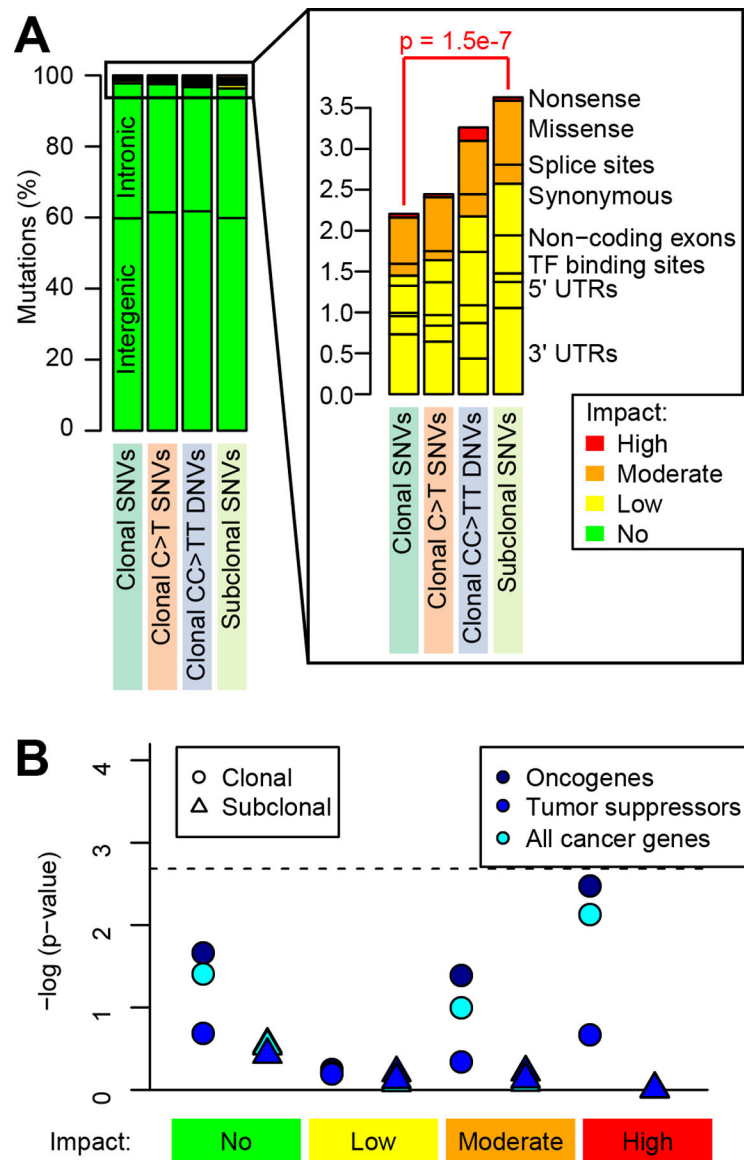 A
Mutations (%)
100
80
60
40
20
0
Intronic
Intergenic
Clonal SNVs
Clonal C>T SNVs
Clonal CC>TT DNVs
Subclonal SNVs
p = 1.5e-7
3.5
3.0
2.5
2.0
1.5
1.0
0.5
0.0
Nonsense
Missense
Splice sites
Synonymous
Non-coding exons
TF binding sites
5' UTRs
3' UTRs
Clonal SNVs
Clonal C>T SNVs
Clonal CC>TT DNVs
Subclonal SNVs
Impact:
High
Moderate
Low
No
B
-log (p-value)
4
3
2
1
0
Clonal
Subclonal
Oncogenes
Tumor suppressors
All cancer genes
Impact: No Low Moderate High